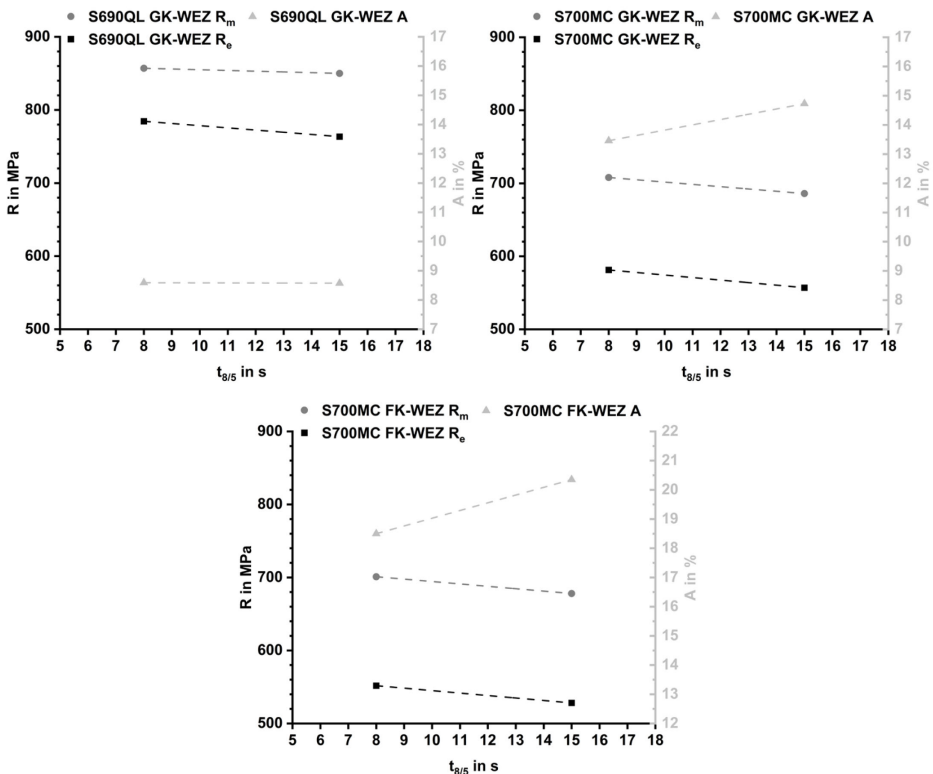 S690QL GK-WEZ Rm S690QL GK-WEZ A
S690QL GK-WEZ Re
900
800
700
600
500
R in MPa
17
16
15
14
13
12
11
10
9
8
7
A in %
5 6 7 8 9 10 11 12 13 14 15 16 17 18
t8/5 in s
S700MC GK-WEZ Rm S700MC GK-WEZ A
S700MC GK-WEZ Re
900
800
700
600
500
R in MPa
17
16
15
14
13
12
11
10
9
8
7
A in %
5 6 7 8 9 10 11 12 13 14 15 16 17 18
t8/5 in s
S700MC FK-WEZ Rm S700MC FK-WEZ A
S700MC FK-WEZ Re
900
800
700
600
500
R in MPa
22
21
20
19
18
17
16
15
14
13
12
A in %
5 6 7 8 9 10 11 12 13 14 15 16 17 18
t8/5 in s